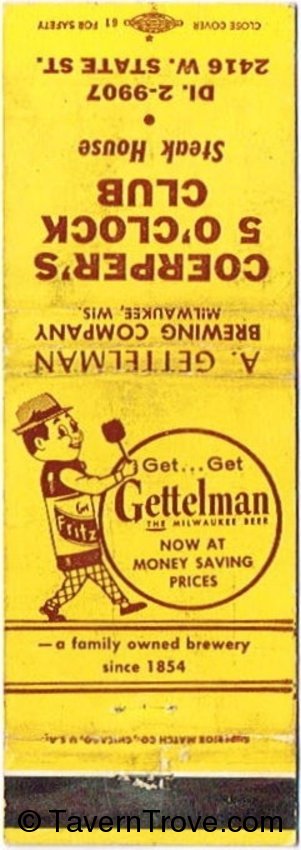 CLOSE COVER 61 FOR SAFETY
2416 W. STATE ST.
DI. 2-9907
Steak House
CLUB
5 O'CLOCK
COERPER'S
MILWAUKEE, WIS.
BREWING COMPANY
A. GETTELMAN
Get...Get
Gettelman
THE MILWAUKEE BEER
NOW AT
MONEY SAVING
PRICES
Get
Fritz
—a family owned brewery
since 1854
SUPERIOR MATCH CO., CHICAGO, U.S.A.
© TavernTrove.com